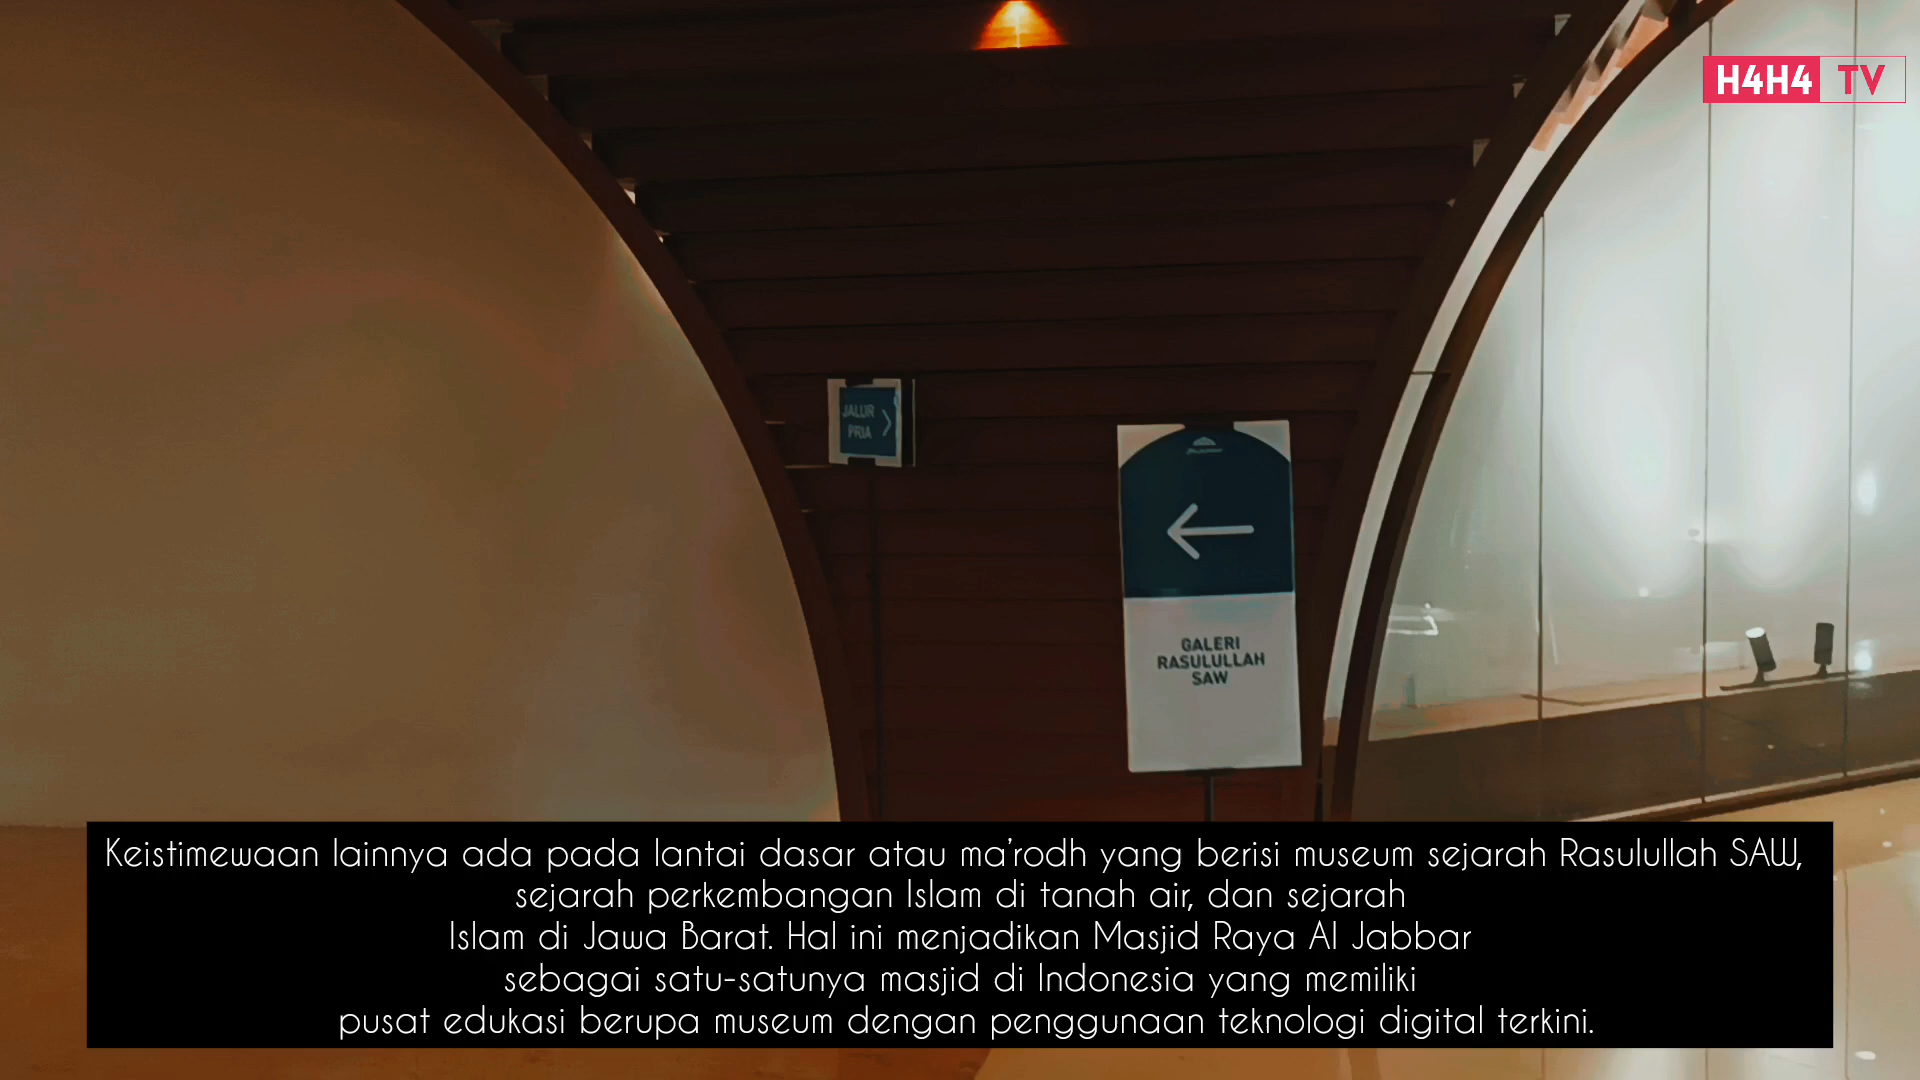 H4H4 TV
JALUR
PRIA
GALERI
RASULULLAH
SAW
Keistimewaan lainnya ada pada lantai dasar atau ma'rodh yang berisi museum sejarah Rasulullah SAW,
sejarah perkembangan Islam di tanah air, dan sejarah
Islam di Jawa Barat. Hal ini menjadikan Masjid Raya Al Jabbar
sebagai satu-satunya masjid di Indonesia yang memiliki
pusat edukasi berupa museum dengan penggunaan teknologi digital terkini.